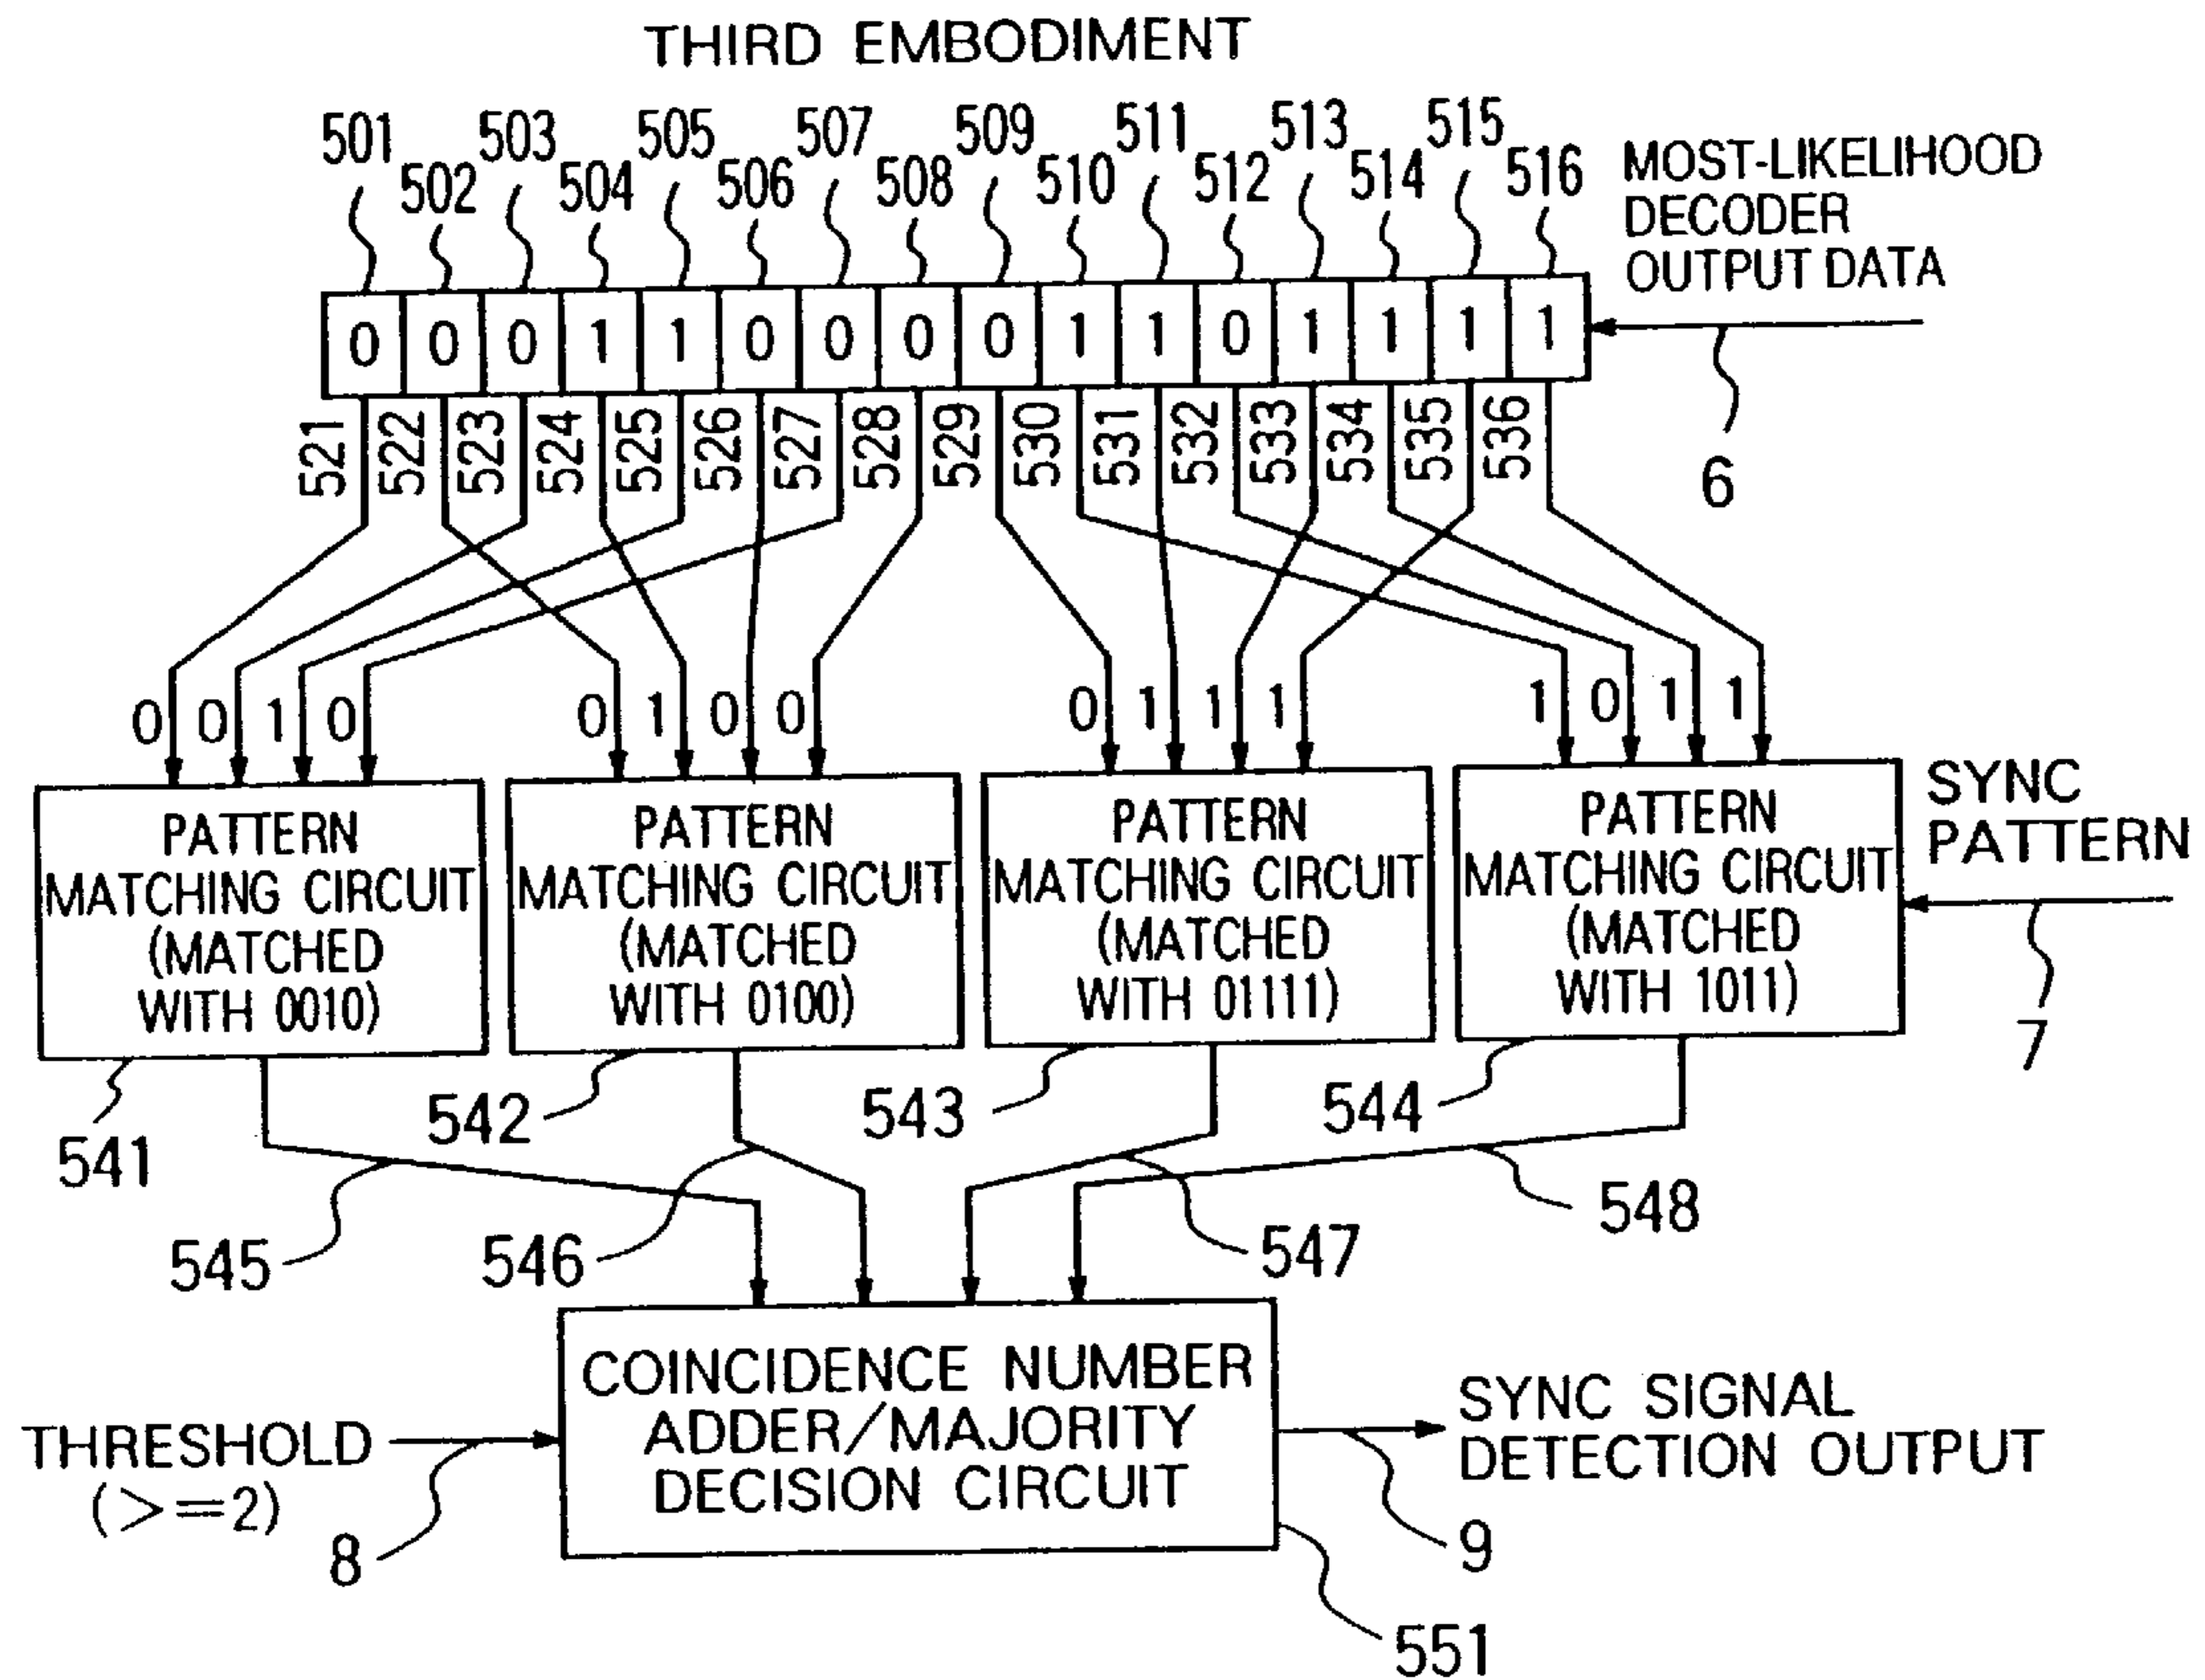 THIRD EMBODIMENT
501 503 505 507 509 511 513 515
502 504 506 508 510 512 514 516
MOST-LIKELIHOOD
DECODER
OUTPUT DATA
0 0 0 1 1 0 0 0 0 1 1 0 1 1 1 1
521 522 523 524 525 526 527 528 529 530 531 532 533 534 535 536
6
0 0 1 0 0 1 0 0 0 1 1 1 1 0 1 1
PATTERN
MATCHING CIRCUIT
(MATCHED
WITH 0010)
PATTERN
MATCHING CIRCUIT
(MATCHED
WITH 0100)
PATTERN
MATCHING CIRCUIT
(MATCHED
WITH 01111)
PATTERN
MATCHING CIRCUIT
(MATCHED
WITH 1011)
SYNC
PATTERN
7
541 542 543 544
545 546 547 548
COINCIDENCE NUMBER
ADDER/MAJORITY
DECISION CIRCUIT
THRESHOLD
(>=2)
8
SYNC SIGNAL
DETECTION OUTPUT
9
551